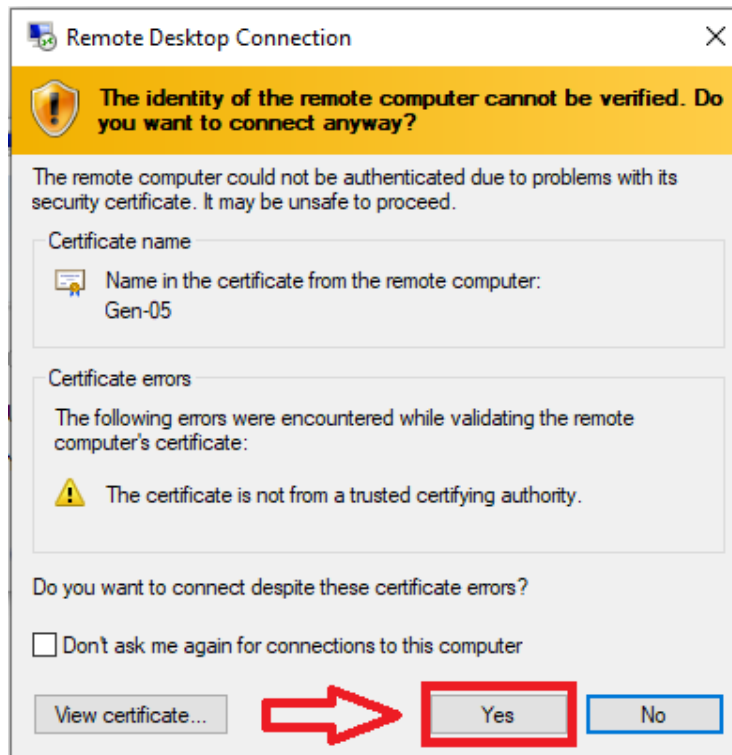 Remote Desktop Connection
The identity of the remote computer cannot be verified. Do
you want to connect anyway?
The remote computer could not be authenticated due to problems with its
security certificate. It may be unsafe to proceed.
Certificate name
Name in the certificate from the remote computer:
Gen-05
Certificate errors
The following errors were encountered while validating the remote
computer's certificate:
The certificate is not from a trusted certifying authority.
Do you want to connect despite these certificate errors?
Don't ask me again for connections to this computer
View certificate... Yes No